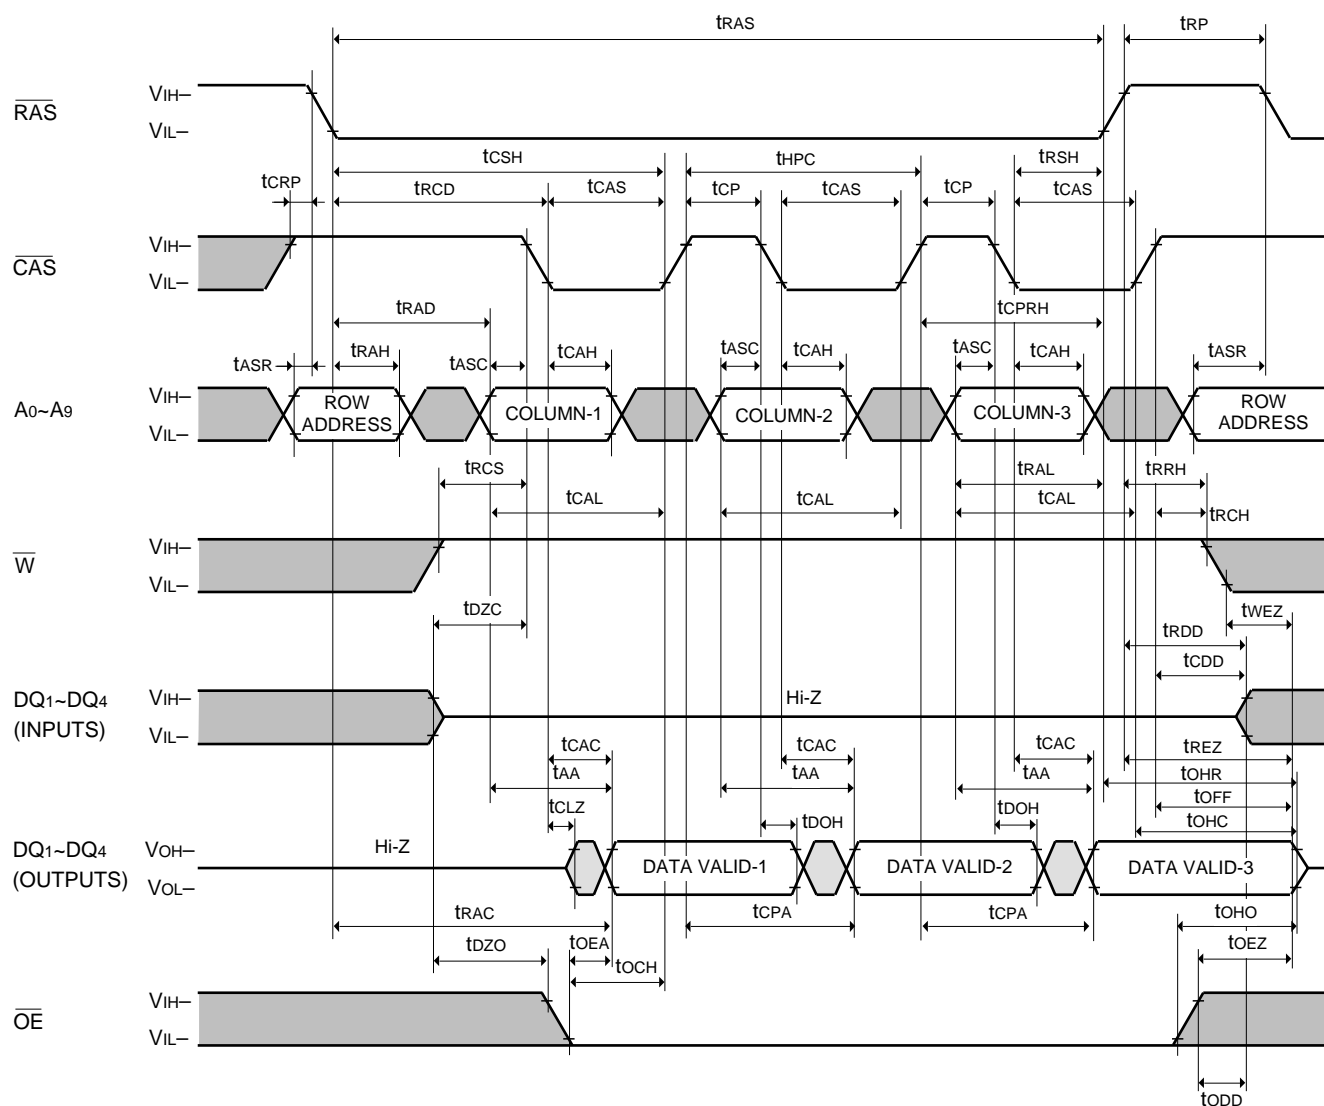 tRAS tRP
RAS VIH–
VIL–
tCSH tHPC tRSH
tCRP tRCD tCAS tCP tCAS tCP tCAS
CAS VIH–
VIL–
tRAD tCPRH
tASR tRAH tASC tCAH tASC tCAH tASC tCAH tASR
A0~A9 VIH–
VIL–
ROW ADDRESS COLUMN-1 COLUMN-2 COLUMN-3 ROW ADDRESS
tRCS tRAL tRRH
tCAL tCAL tCAL tRCH
W VIH–
VIL–
tDZC tWEZ
tRDD
tCDD
DQ1~DQ4 VIH– Hi-Z
(INPUTS) VIL–
tCAC tCAC tCAC tREZ
tAA tAA tAA tOHR
tCLZ tDOH tDOH tOFF
tOHC
DQ1~DQ4 VOH– Hi-Z
(OUTPUTS) VOL–
DATA VALID-1 DATA VALID-2 DATA VALID-3
tRAC tCPA tCPA tOHO
tDZO tOEA tOEZ
tOCH
OE VIH–
VIL–
tODD